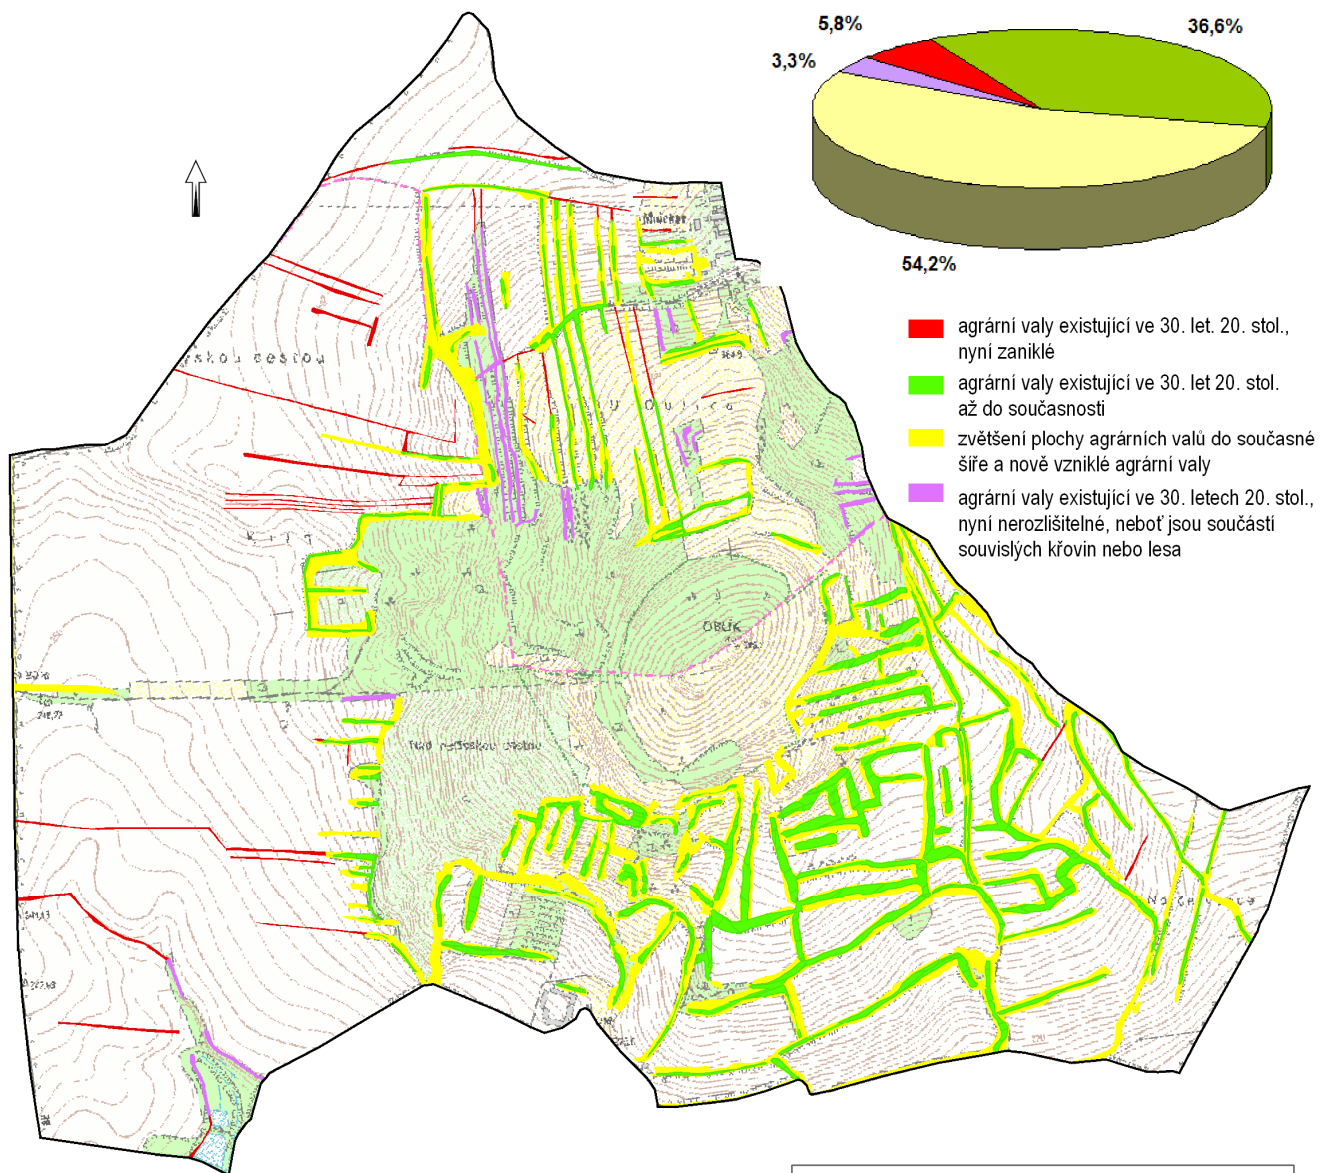 5,8%
36,6%
3,3%
54,2%
agrární valy existující ve 30. let. 20. stol.,
nyní zaniklé
agrární valy existující ve 30. let 20. stol.
až do současnosti
zvětšení plochy agrárních valů do současné
šíře a nově vzniklé agrární valy
agrární valy existující ve 30. letech 20. stol.,
nyní nerozlišitelné, neboť jsou součástí
souvislých křovin nebo lesa
skou cestou
OBLÍK